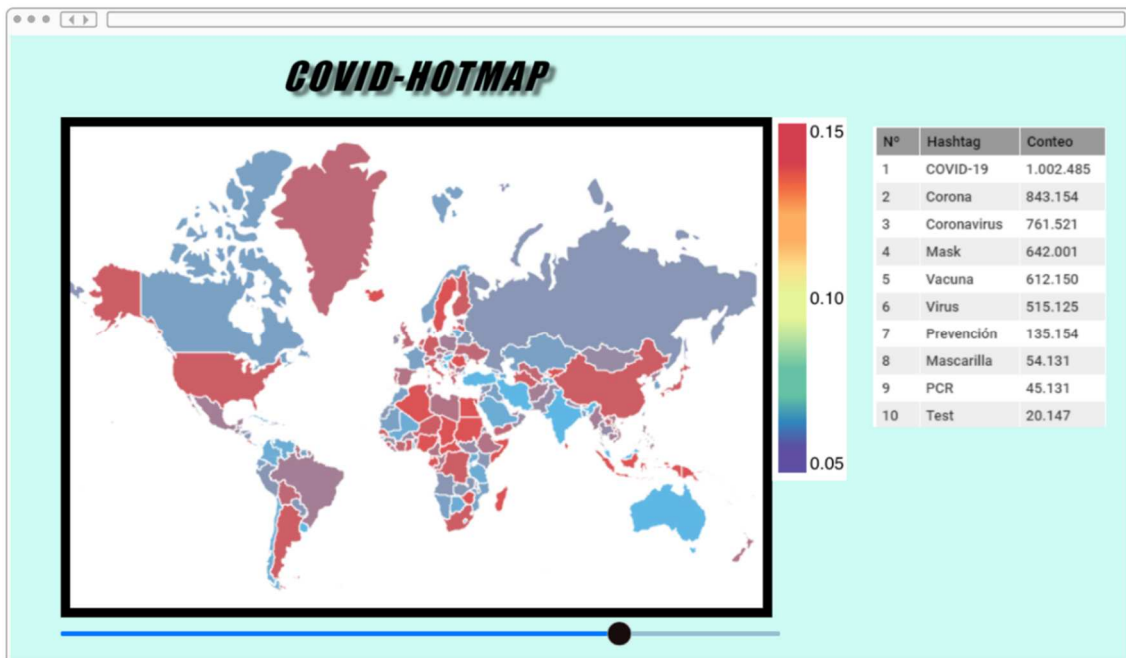 COVID-HOTMAP
0.15
0.10
0.05
Nº Hashtag Conteo
1 COVID-19 1.002.485
2 Corona 843.154
3 Coronavirus 761.521
4 Mask 642.001
5 Vacuna 612.150
6 Virus 515.125
7 Prevención 135.154
8 Mascarilla 54.131
9 PCR 45.131
10 Test 20.147